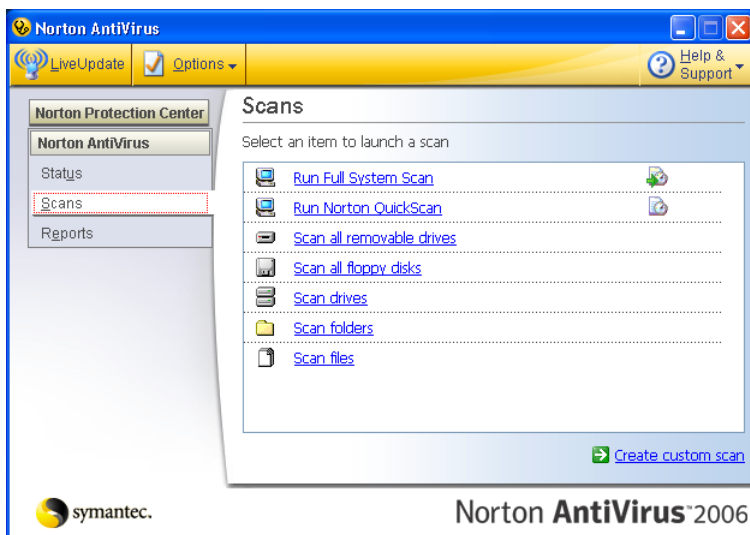 Norton AntiVirus
LiveUpdate
Options
Help & Support
Norton Protection Center
Norton AntiVirus
Status
Scans
Reports
Scans
Select an item to launch a scan
Run Full System Scan
Run Norton QuickScan
Scan all removable drives
Scan all floppy disks
Scan drives
Scan folders
Scan files
Create custom scan
symantec.
Norton AntiVirus™2006